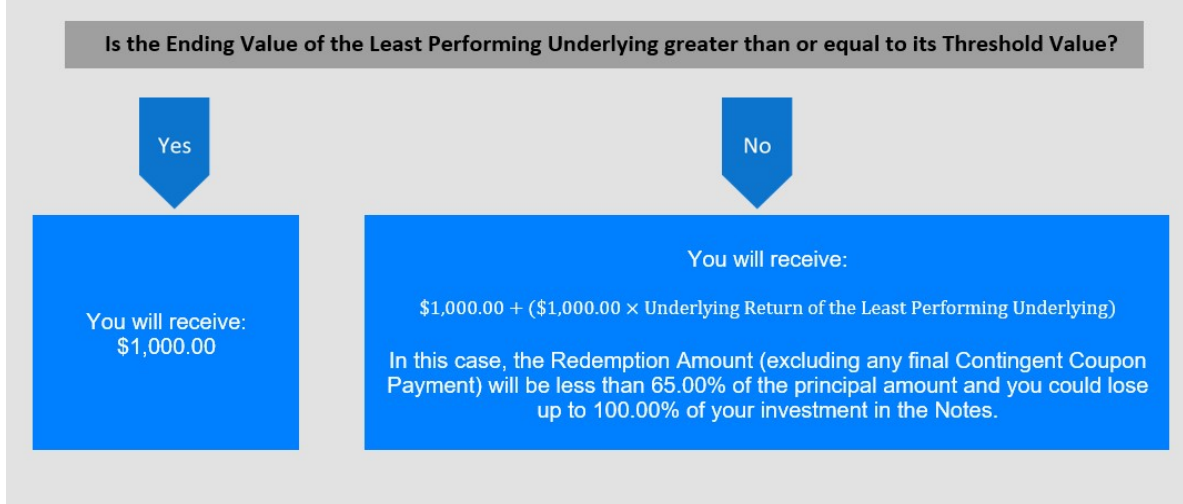 Is the Ending Value of the Least Performing Underlying greater than or equal to its Threshold Value?
Yes
No
You will receive:
$1,000.00
You will receive:
$1,000.00 + ($1,000.00 × Underlying Return of the Least Performing Underlying)
In this case, the Redemption Amount (excluding any final Contingent Coupon
Payment) will be less than 65.00% of the principal amount and you could lose
up to 100.00% of your investment in the Notes.